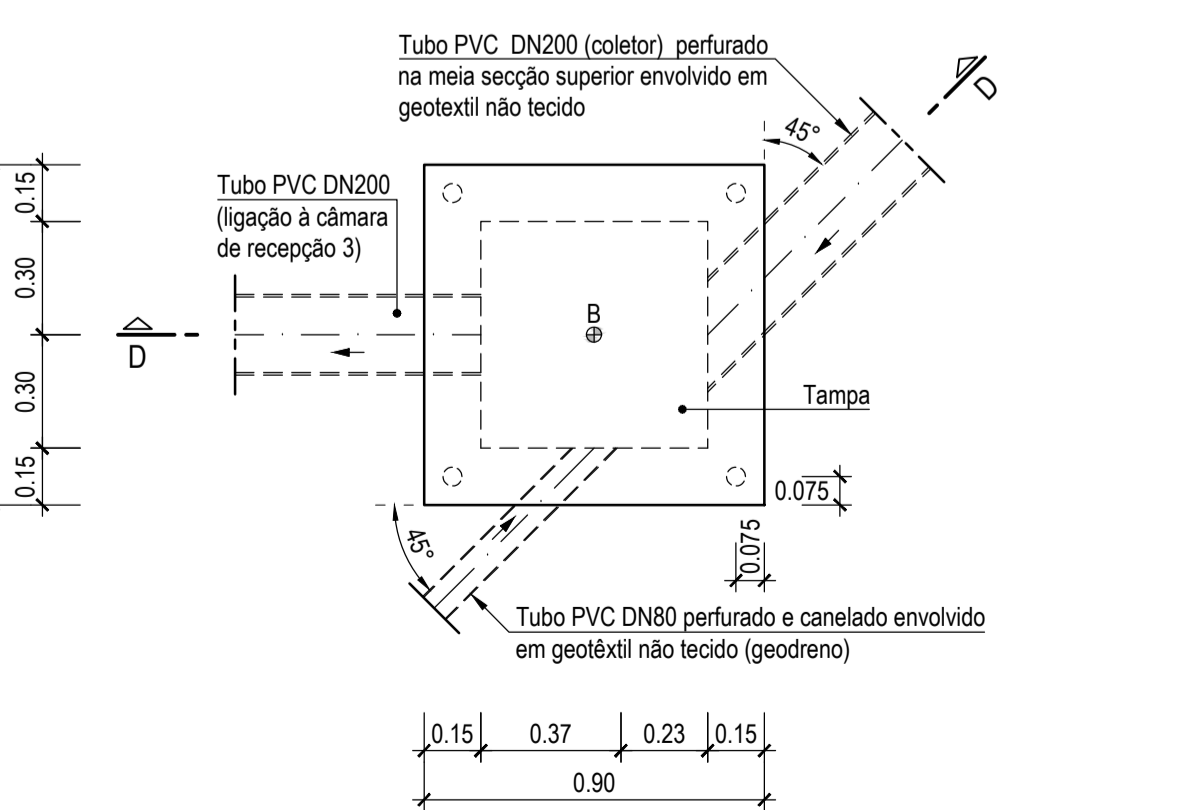 Tubo PVC DN200 (coletor) perfurado
na meia secção superior envolvido em
geotextil não tecido
D
45°
Tubo PVC DN200
(ligação à câmara
de recepção 3)
0.15
0.30
0.30
0.15
B
D
Tampa
0.075
0.075
45°
Tubo PVC DN80 perfurado e canelado envolvido
em geotêxtil não tecido (geodreno)
0.15 0.37 0.23 0.15
0.90